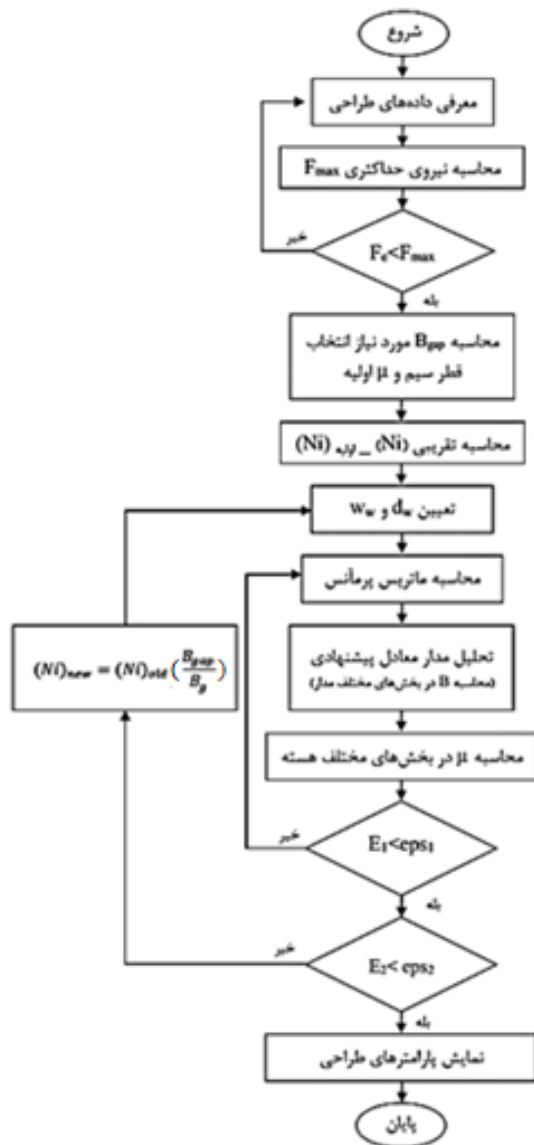 شروع
معرفی داده‌های طراحی
محاسبه نیروی حداکثری Fmax
Fe<Fmax
خیر
بله
محاسبه Bgap مورد نیاز انتخاب
قطر سیم و μ اولیه
محاسبه تقریبی (Ni) _ اولیه (Ni)
تعیین dw و ww
محاسبه ماتریس پرمآنس
(Ni)new = (Ni)old(Bgap/Bg)
تحلیل مدار معادل پیشنهادی
(محاسبه B در بخش‌های مختلف مدار)
محاسبه μ در بخش‌های مختلف هسته
E1<eps1
خیر
بله
E2< eps2
خیر
بله
نمایش پارامترهای طراحی
پایان